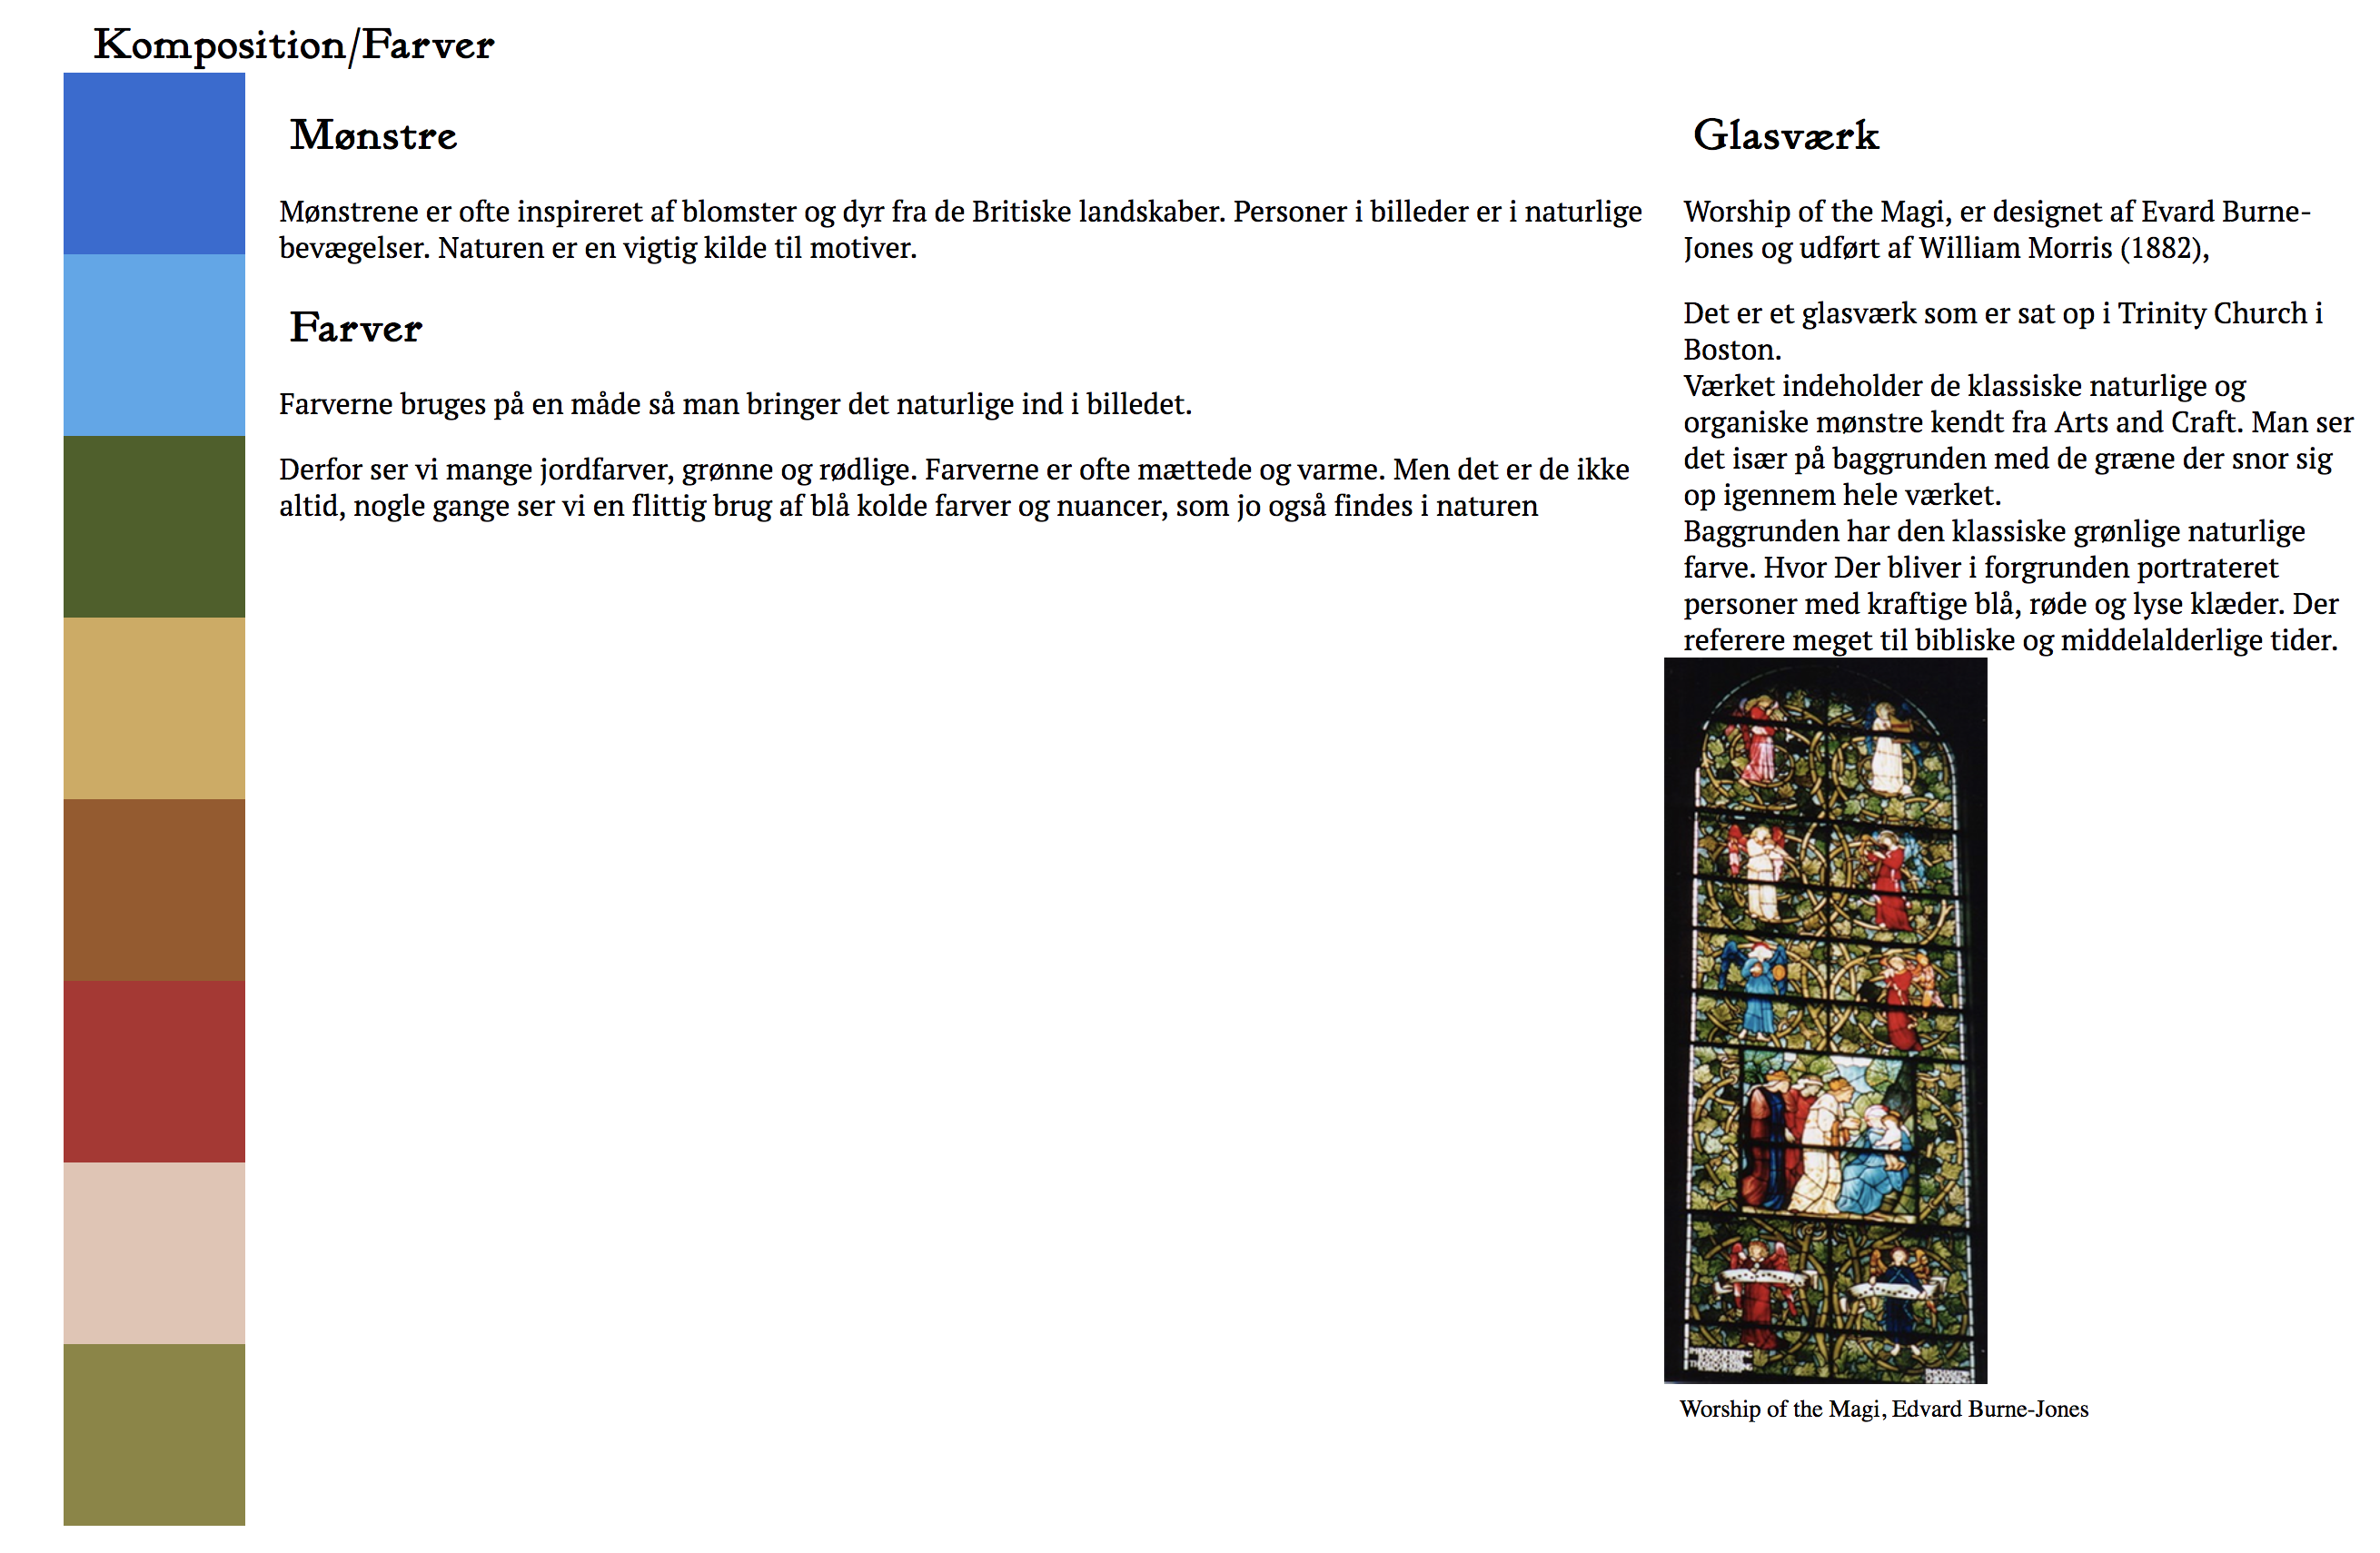 Komposition/Farver
Mønstre
Mønstrene er ofte inspireret af blomster og dyr fra de Britiske landskaber. Personer i billeder er i naturlige
bevægelser. Naturen er en vigtig kilde til motiver.
Farver
Farverne bruges på en måde så man bringer det naturlige ind i billedet.
Derfor ser vi mange jordfarver, grønne og rødlige. Farverne er ofte mættede og varme. Men det er de ikke
altid, nogle gange ser vi en flittig brug af blå kolde farver og nuancer, som jo også findes i naturen
Glasværk
Worship of the Magi, er designet af Evard Burne-
Jones og udført af William Morris (1882),
Det er et glasværk som er sat op i Trinity Church i
Boston.
Værket indeholder de klassiske naturlige og
organiske mønstre kendt fra Arts and Craft. Man ser
det især på baggrunden med de græne der snor sig
op igennem hele værket.
Baggrunden har den klassiske grønlige naturlige
farve. Hvor Der bliver i forgrunden portrateret
personer med kraftige blå, røde og lyse klæder. Der
referere meget til bibliske og middelalderlige tider.
Worship of the Magi, Edvard Burne-Jones